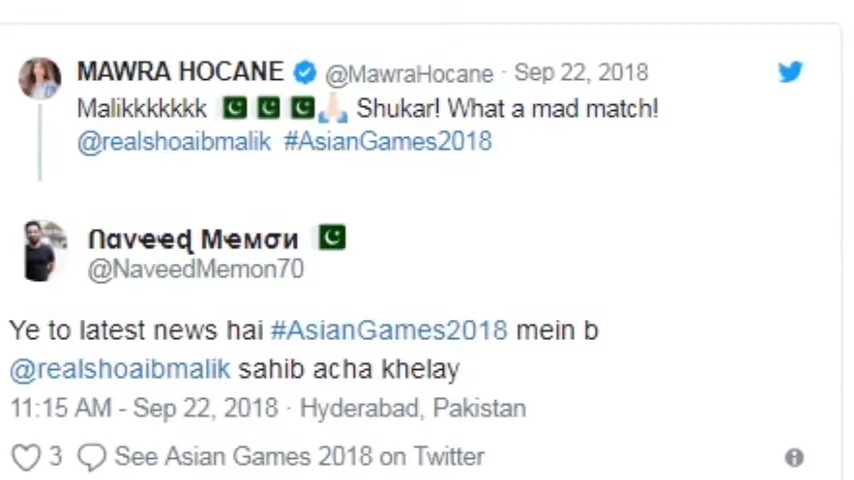 MAWRA HOCANE @MawraHocane · Sep 22, 2018
Malikkkkkkk 🇵🇰 🇵🇰 🇵🇰🙏🏻 Shukar! What a mad match!
@realshoaibmalik #AsianGames2018
Ոɑvҽҽɖ Mҽмσи 🇵🇰
@NaveedMemon70
Ye to latest news hai #AsianGames2018 mein b
@realshoaibmalik sahib acha khelay
11:15 AM - Sep 22, 2018 · Hyderabad, Pakistan
3 See Asian Games 2018 on Twitter